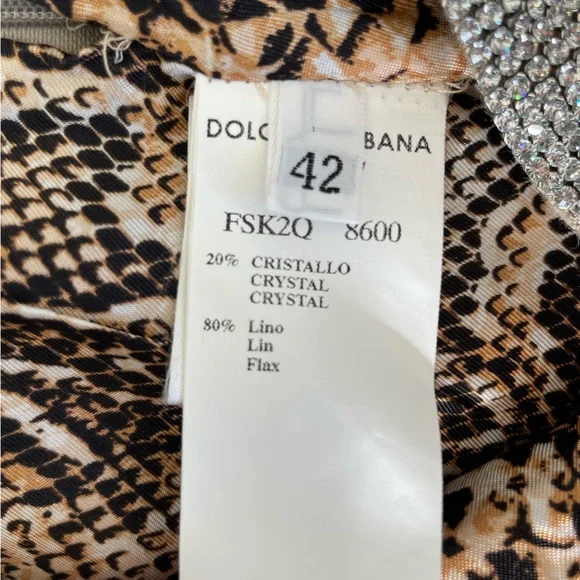 DOLC BANA
42
FSK2Q 8600
20% CRISTALLO
CRYSTAL
CRYSTAL
80% Lino
Lin
Flax